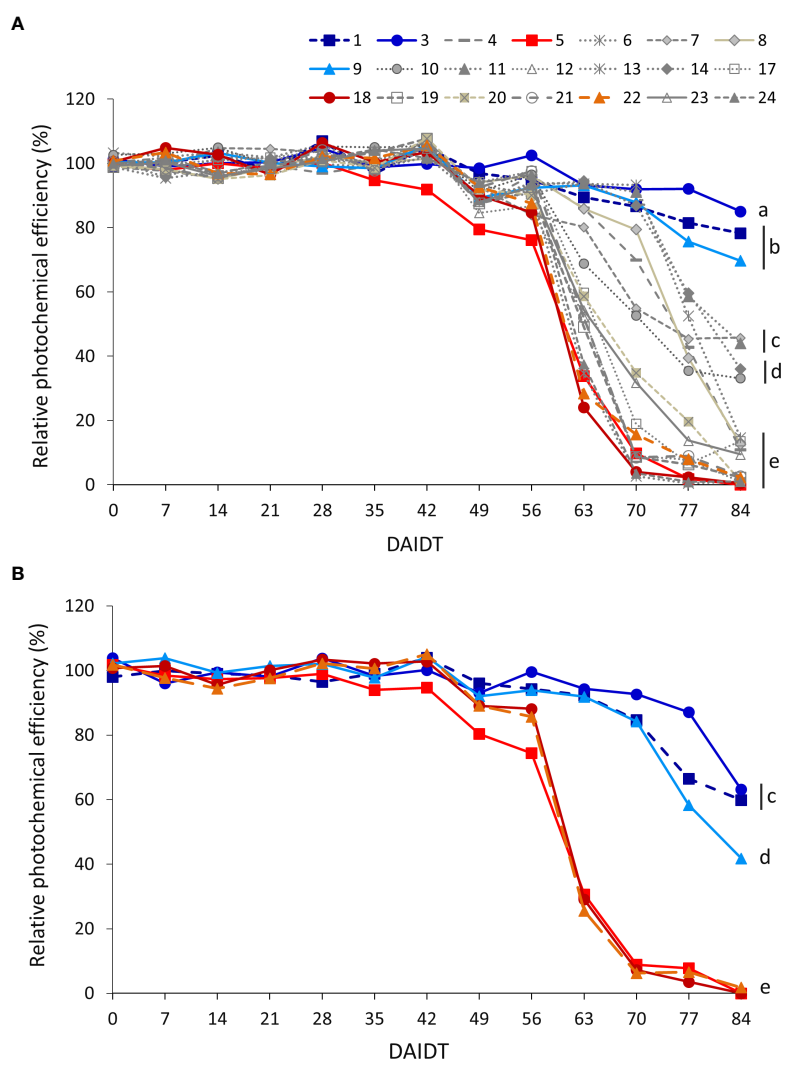 A
1 3 4 5 6 7 8
9 10 11 12 13 14 17
18 19 20 21 22 23 24
120
100
80
60
40
20
0
Relative photochemical efficiency (%)
a
b
c
d
e
0 7 14 21 28 35 42 49 56 63 70 77 84
DAIDT
B
120
100
80
60
40
20
0
Relative photochemical efficiency (%)
c
d
e
0 7 14 21 28 35 42 49 56 63 70 77 84
DAIDT